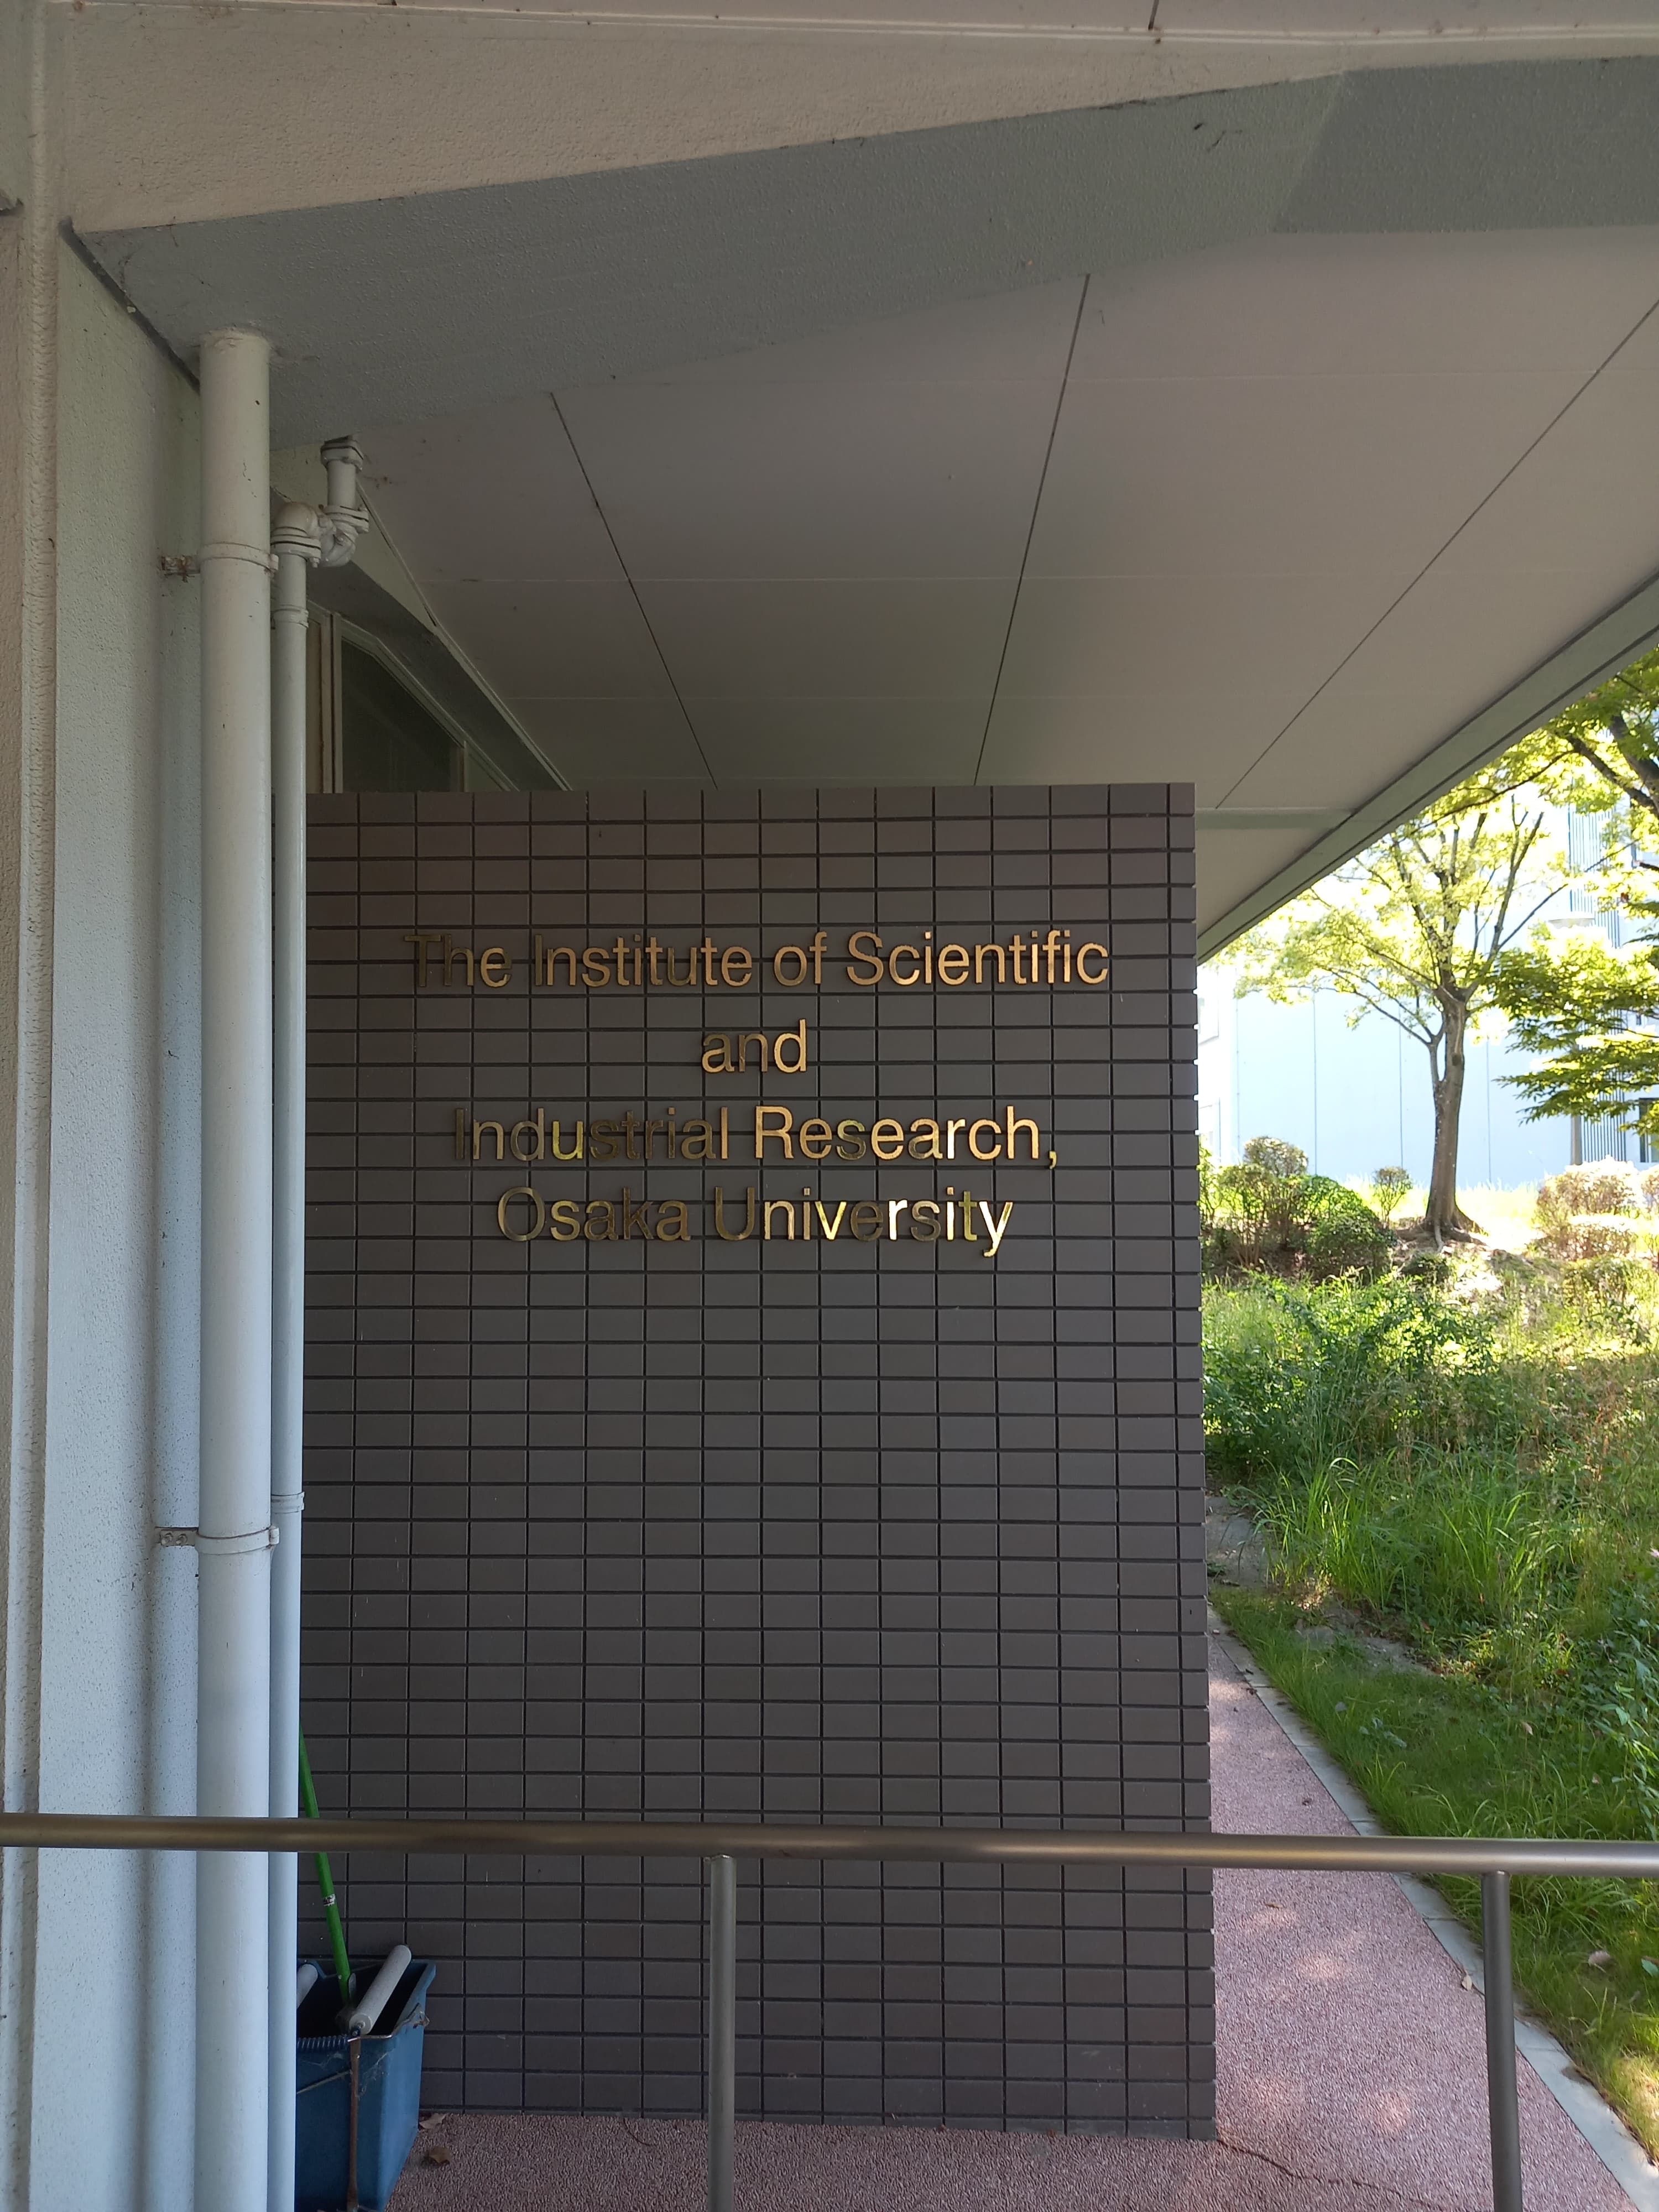 The Institute of Scientific
and
Industrial Research,
Osaka University